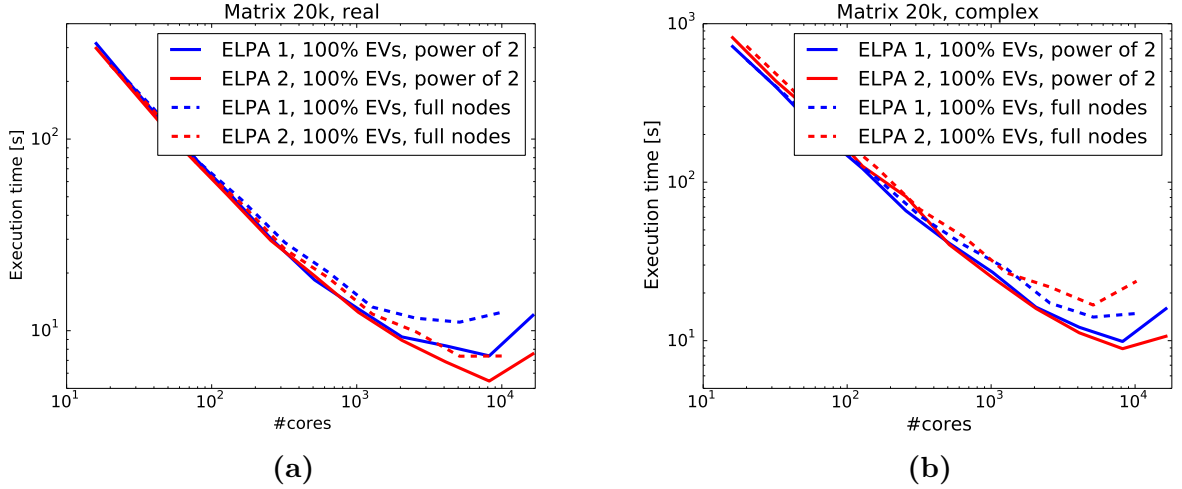 Matrix 20k, real
ELPA 1, 100% EVs, power of 2
ELPA 2, 100% EVs, power of 2
ELPA 1, 100% EVs, full nodes
ELPA 2, 100% EVs, full nodes
Execution time [s]
10²
10¹
10¹ 10² 10³ 10⁴
#cores
(a)
Matrix 20k, complex
ELPA 1, 100% EVs, power of 2
ELPA 2, 100% EVs, power of 2
ELPA 1, 100% EVs, full nodes
ELPA 2, 100% EVs, full nodes
Execution time [s]
10³
10²
10¹
10¹ 10² 10³ 10⁴
#cores
(b)